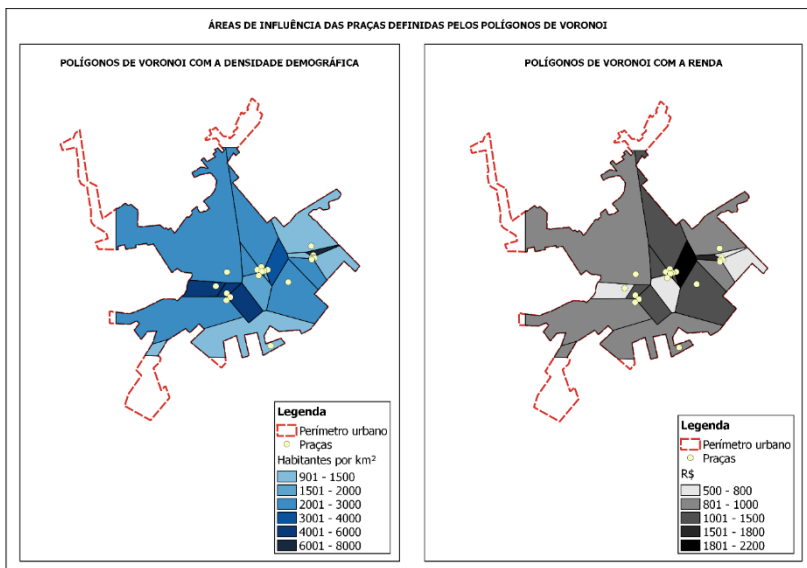 ÁREAS DE INFLUÊNCIA DAS PRAÇAS DEFINIDAS PELOS POLÍGONOS DE VORONOI
POLÍGONOS DE VORONOI COM A DENSIDADE DEMOGRÁFICA
Legenda
Perímetro urbano
Praças
Habitantes por km²
901 - 1500
1501 - 2000
2001 - 3000
3001 - 4000
4001 - 6000
6001 - 8000
POLÍGONOS DE VORONOI COM A RENDA
Legenda
Perímetro urbano
Praças
R$
500 - 800
801 - 1000
1001 - 1500
1501 - 1800
1801 - 2200